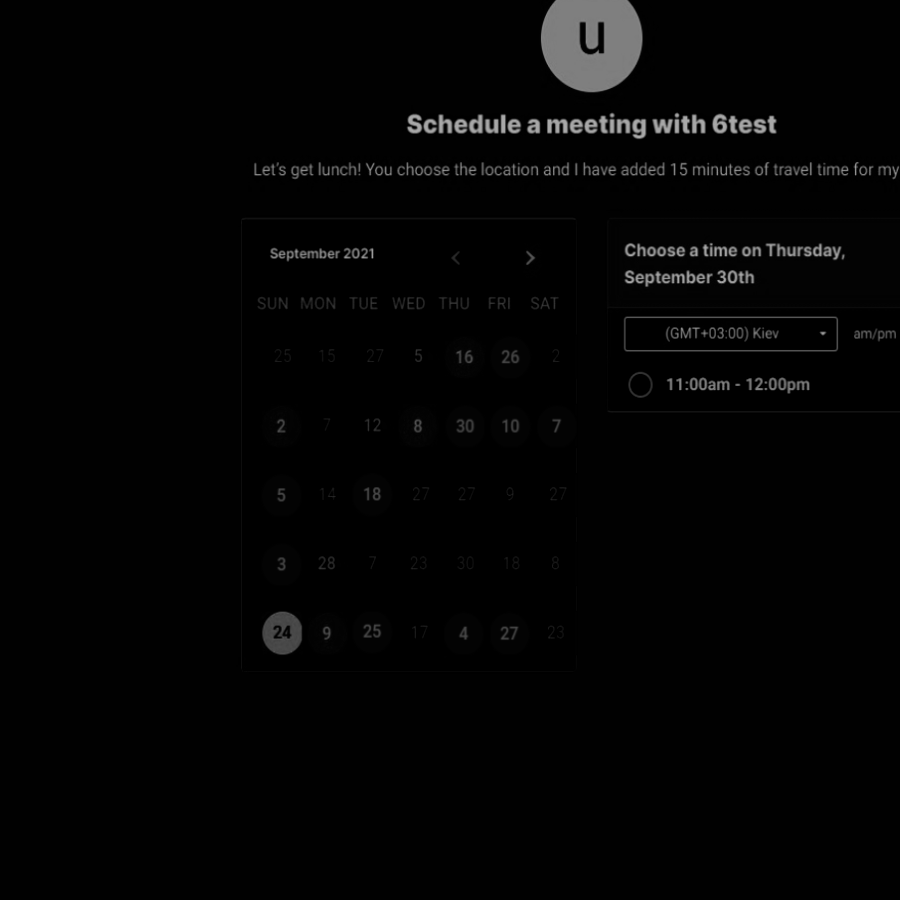 u
Schedule a meeting with 6test
Let's get lunch! You choose the location and I have added 15 minutes of travel time for my
September 2021
SUN MON TUE WED THU FRI SAT
25 15 27 5 16 26 2
2 7 12 8 30 10 7
5 14 18 27 27 9 27
3 28 7 23 30 18 8
24 9 25 17 4 27 23
Choose a time on Thursday,
September 30th
(GMT+03:00) Kiev am/pm
11:00am - 12:00pm